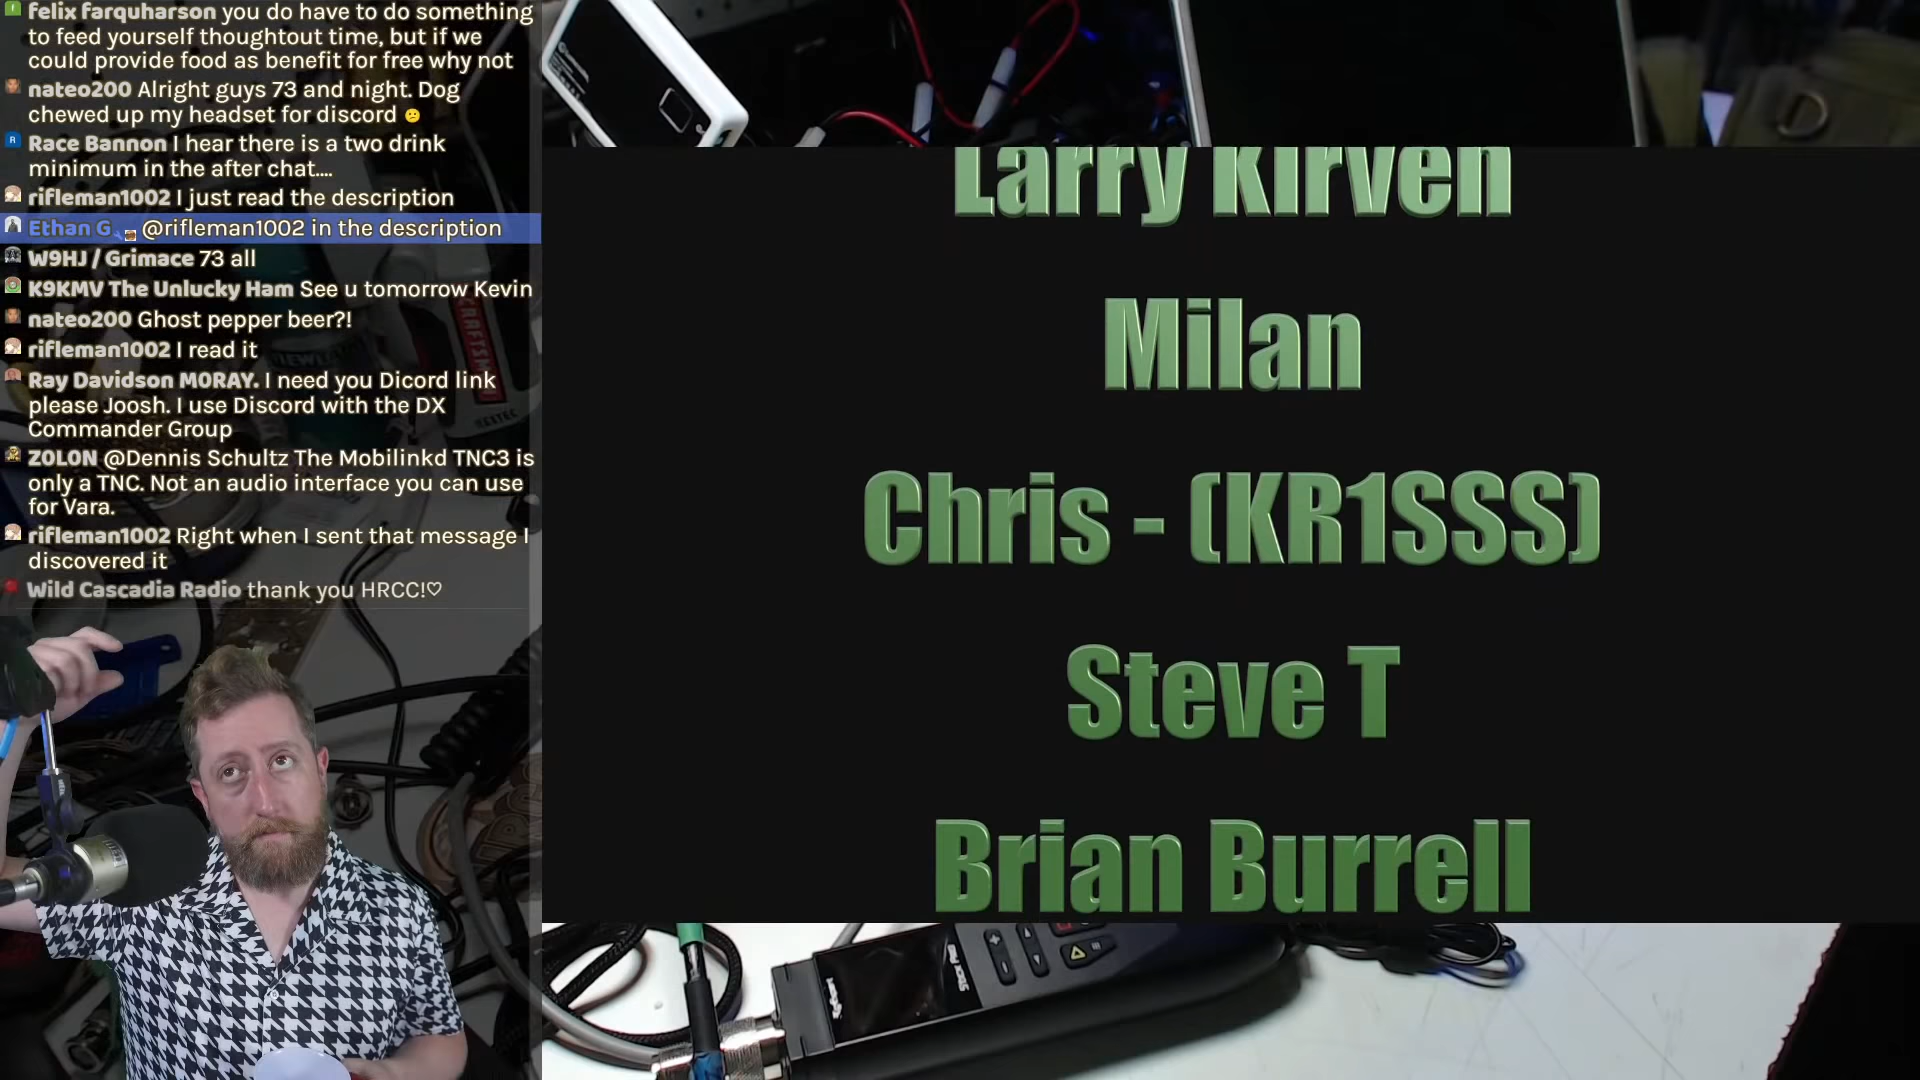 felix farquharson you do have to do something
to feed yourself thoughtout time, but if we
could provide food as benefit for free why not
nateo200 Alright guys 73 and night. Dog
chewed up my headset for discord
Race Bannon I hear there is a two drink
minimum in the after chat....
rifleman1002 I just read the description
Ethan G @rifleman1002 in the description
W9HJ / Grimace 73 all
K9KMV The Unlucky Ham See u tomorrow Kevin
nateo200 Ghost pepper beer?!
rifleman1002 I read it
Ray Davidson M0RAY. I need you Dicord link
please Joosh. I use Discord with the DX
Commander Group
Z0L0N @Dennis Schultz The Mobilinkd TNC3 is
only a TNC. Not an audio interface you can use
for Vara.
rifleman1002 Right when I sent that message I
discovered it
Wild Cascadia Radio thank you HRCC!♡
Larry Kirven
Milan
Chris - (KR1SSS)
Steve T
Brian Burrell
CRAFTSM